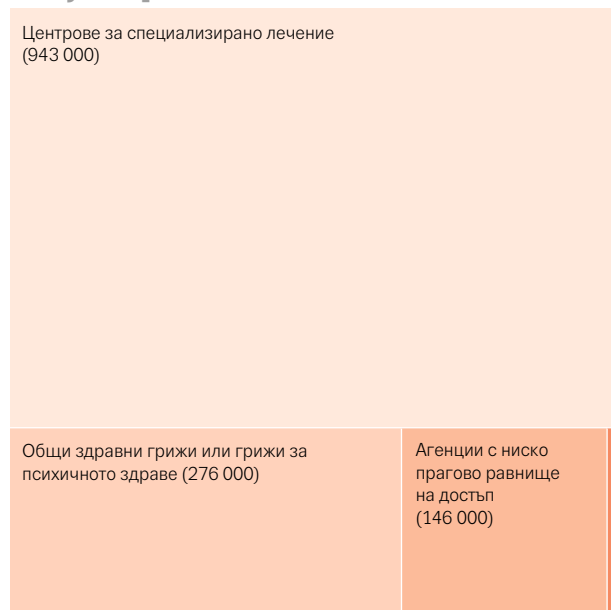 Центрове за специализирано лечение
(943 000)
Общи здравни грижи или грижи за
психичното здраве (276 000)
Агенции с ниско
прагово равнище
на достъп
(146 000)